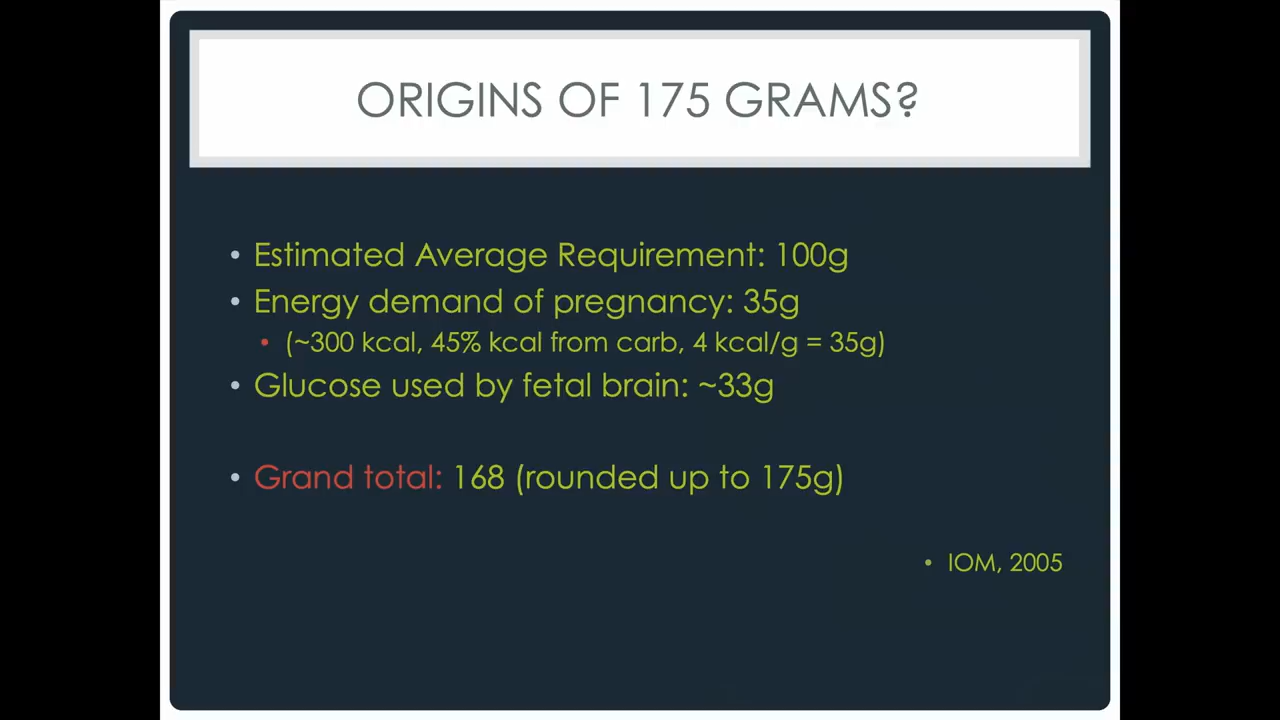 ORIGINS OF 175 GRAMS?
• Estimated Average Requirement: 100g
• Energy demand of pregnancy: 35g
• (~300 kcal, 45% kcal from carb, 4 kcal/g = 35g)
• Glucose used by fetal brain: ~33g
• Grand total: 168 (rounded up to 175g)
• IOM, 2005